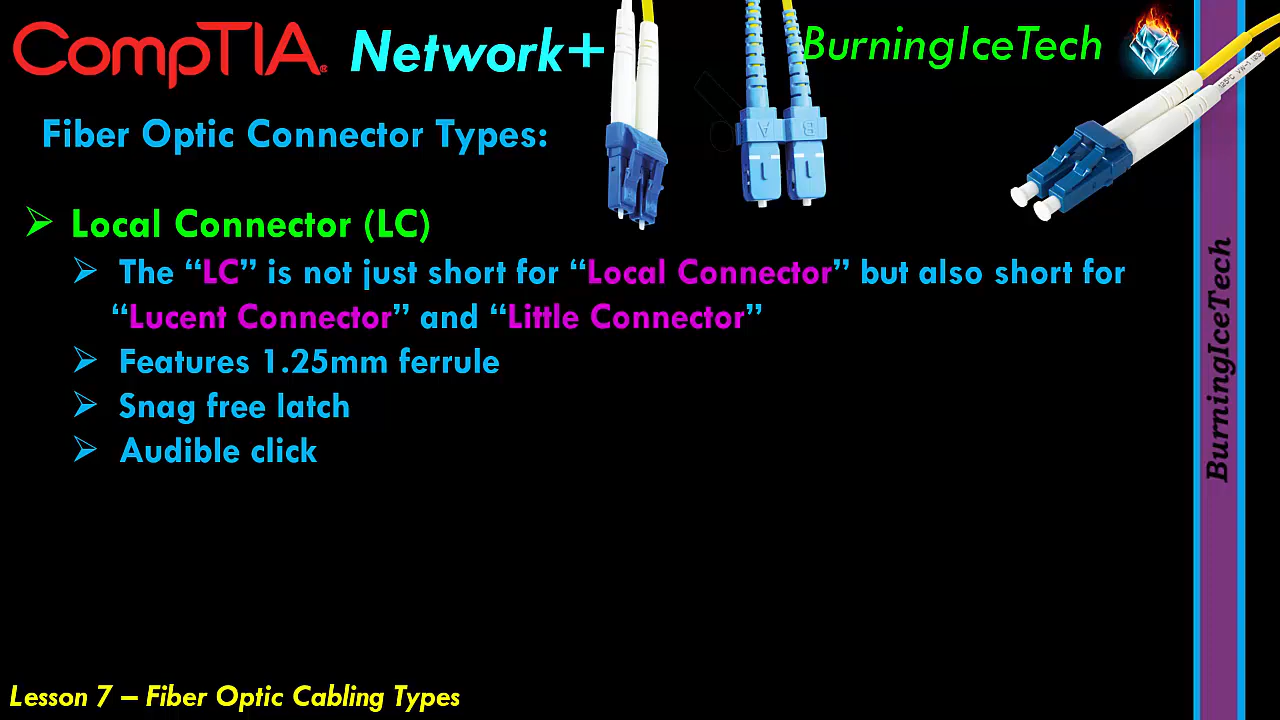 CompTIA® Network+
BurningIceTech
Fiber Optic Connector Types:
A B
Local Connector (LC)
The “LC” is not just short for “Local Connector” but also short for
“Lucent Connector” and “Little Connector”
Features 1.25mm ferrule
Snag free latch
Audible click
BurningIceTech
Lesson 7 – Fiber Optic Cabling Types